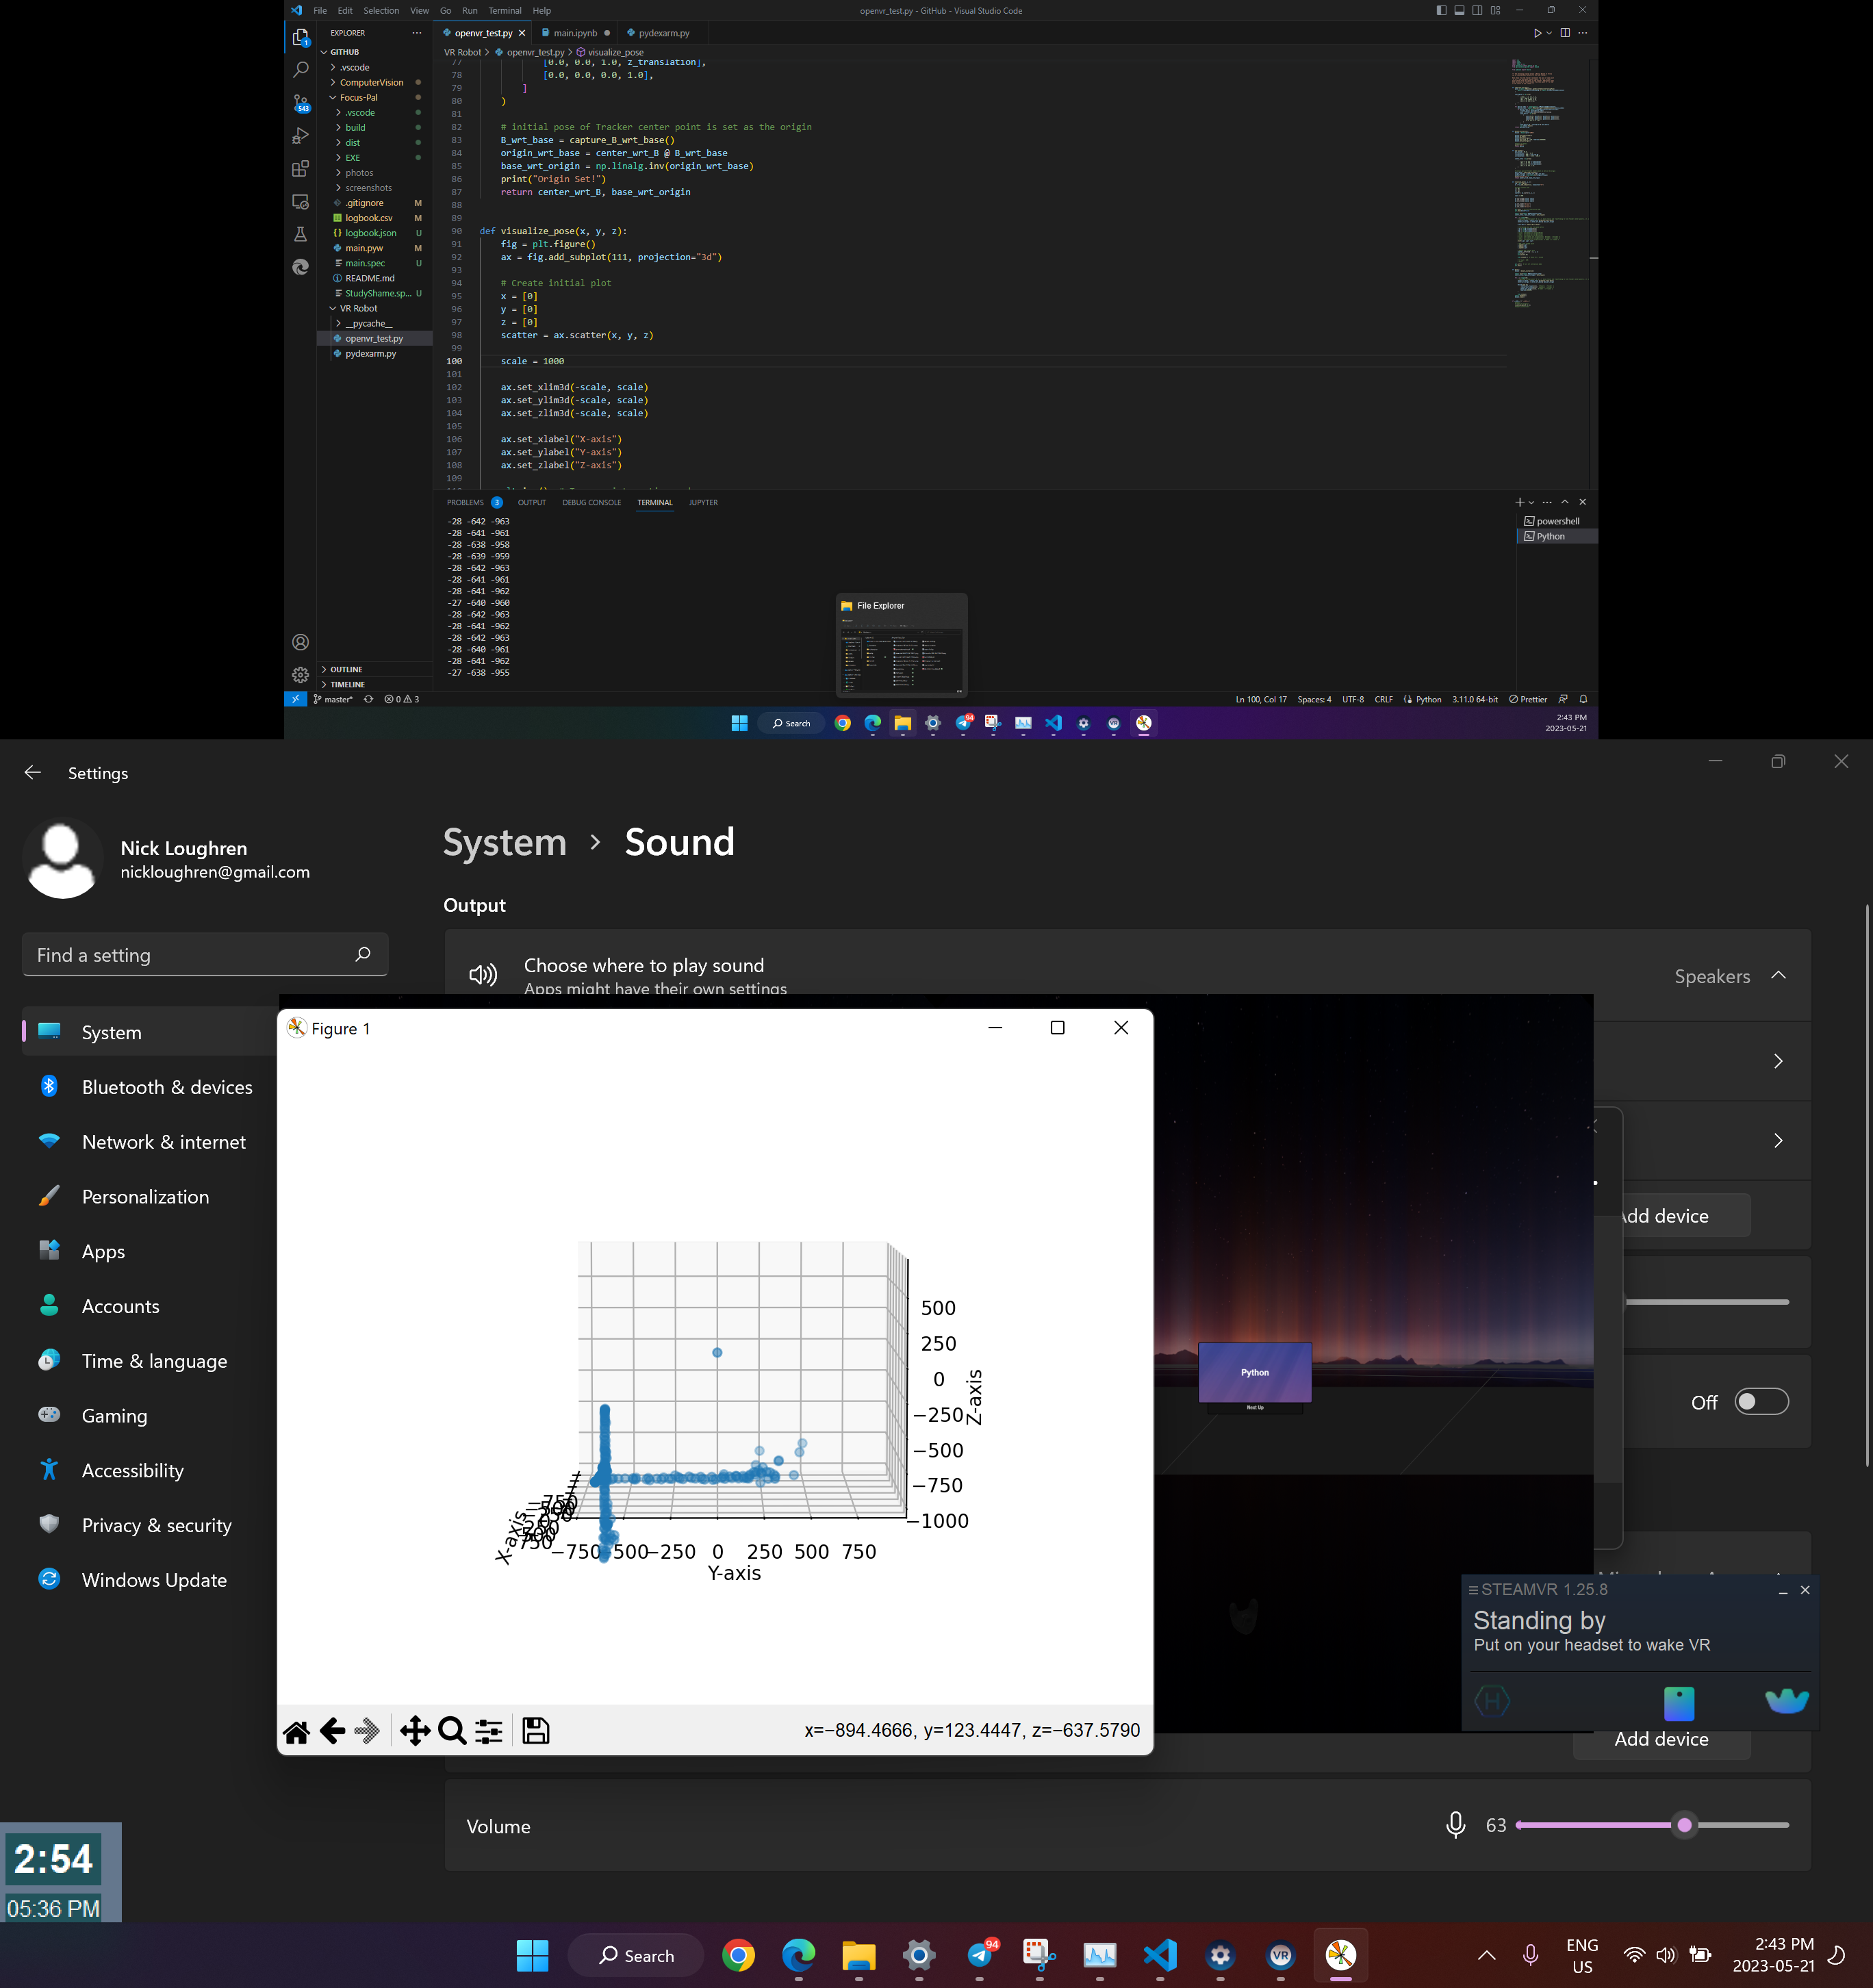 File Edit Selection View Go Run Terminal Help
openvr_test.py - GitHub - Visual Studio Code
EXPLORER
openvr_test.py
main.ipynb
pydexarm.py
VR Robot > openvr_test.py > visualize_pose
GITHUB
.vscode
ComputerVision
Focus-Pal
.vscode
build
dist
EXE
photos
screenshots
.gitignore M
logbook.csv M
logbook.json U
main.pyw M
main.spec U
README.md
StudyShame.sp... U
VR Robot
__pycache__
openvr_test.py
pydexarm.py
OUTLINE
TIMELINE
1
543
77 [0.0, 0.0, 1.0, z_translation],
78 [0.0, 0.0, 0.0, 1.0],
79 ]
80 )
81
82 # initial pose of Tracker center point is set as the origin
83 B_wrt_base = capture_B_wrt_base()
84 origin_wrt_base = center_wrt_B @ B_wrt_base
85 base_wrt_origin = np.linalg.inv(origin_wrt_base)
86 print("Origin Set!")
87 return center_wrt_B, base_wrt_origin
88
89
90 def visualize_pose(x, y, z):
91 fig = plt.figure()
92 ax = fig.add_subplot(111, projection="3d")
93
94 # Create initial plot
95 x = [0]
96 y = [0]
97 z = [0]
98 scatter = ax.scatter(x, y, z)
99
100 scale = 1000
101
102 ax.set_xlim3d(-scale, scale)
103 ax.set_ylim3d(-scale, scale)
104 ax.set_zlim3d(-scale, scale)
105
106 ax.set_xlabel("X-axis")
107 ax.set_ylabel("Y-axis")
108 ax.set_zlabel("Z-axis")
109
PROBLEMS 3 OUTPUT DEBUG CONSOLE TERMINAL JUPYTER
-28 -642 -963
-28 -641 -961
-28 -638 -958
-28 -639 -959
-28 -642 -963
-28 -641 -961
-28 -641 -962
-27 -640 -960
-28 -642 -963
-28 -641 -962
-28 -642 -963
-28 -640 -961
-28 -641 -962
-27 -638 -955
powershell
Python
File Explorer
master* 0 3
Ln 100, Col 17 Spaces: 4 UTF-8 CRLF Python 3.11.0 64-bit Prettier
Search
94
2:43 PM
2023-05-21
Settings
Nick Loughren
nickloughren@gmail.com
Find a setting
System
Bluetooth & devices
Network & internet
Personalization
Apps
Accounts
Time & language
Gaming
Accessibility
Privacy & security
Windows Update
System > Sound
Output
Choose where to play sound
Apps might have their own settings
Speakers
Add device
Off
Figure 1
500
250
0
−250
−500
−750
−1000
Z-axis
X-axis
−750 −500 −250 0 250 500 750
Y-axis
x=−894.4666, y=123.4447, z=−637.5790
Python
Next Up
STEAMVR 1.25.8
Standing by
Put on your headset to wake VR
Add device
Volume
63
2:54
05:36 PM
Search
94
VR
ENG
US
2:43 PM
2023-05-21